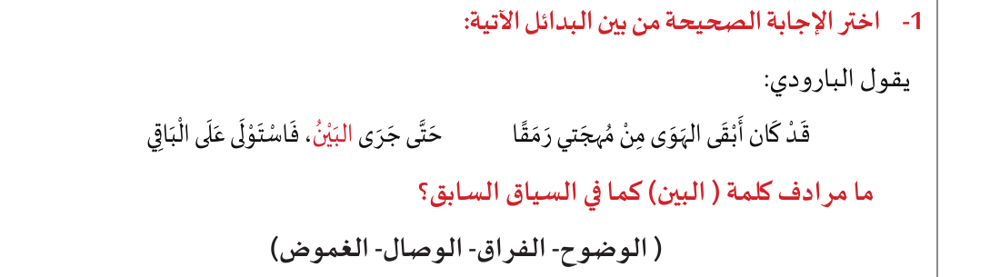 1- اختر الإجابة الصحيحة من بين البدائل الآتية:
يقول البارودي:
قَدْ كَان أَبْقَى الهَوَى مِنْ مُهجَتي رَمَقًا حَتَّى جَرَى البَيْنُ، فَاسْتَوْلَى عَلَى الْبَاقِي
ما مرادف كلمة ( البين) كما في السياق السابق؟
( الوضوح- الفراق- الوصال- الغموض)